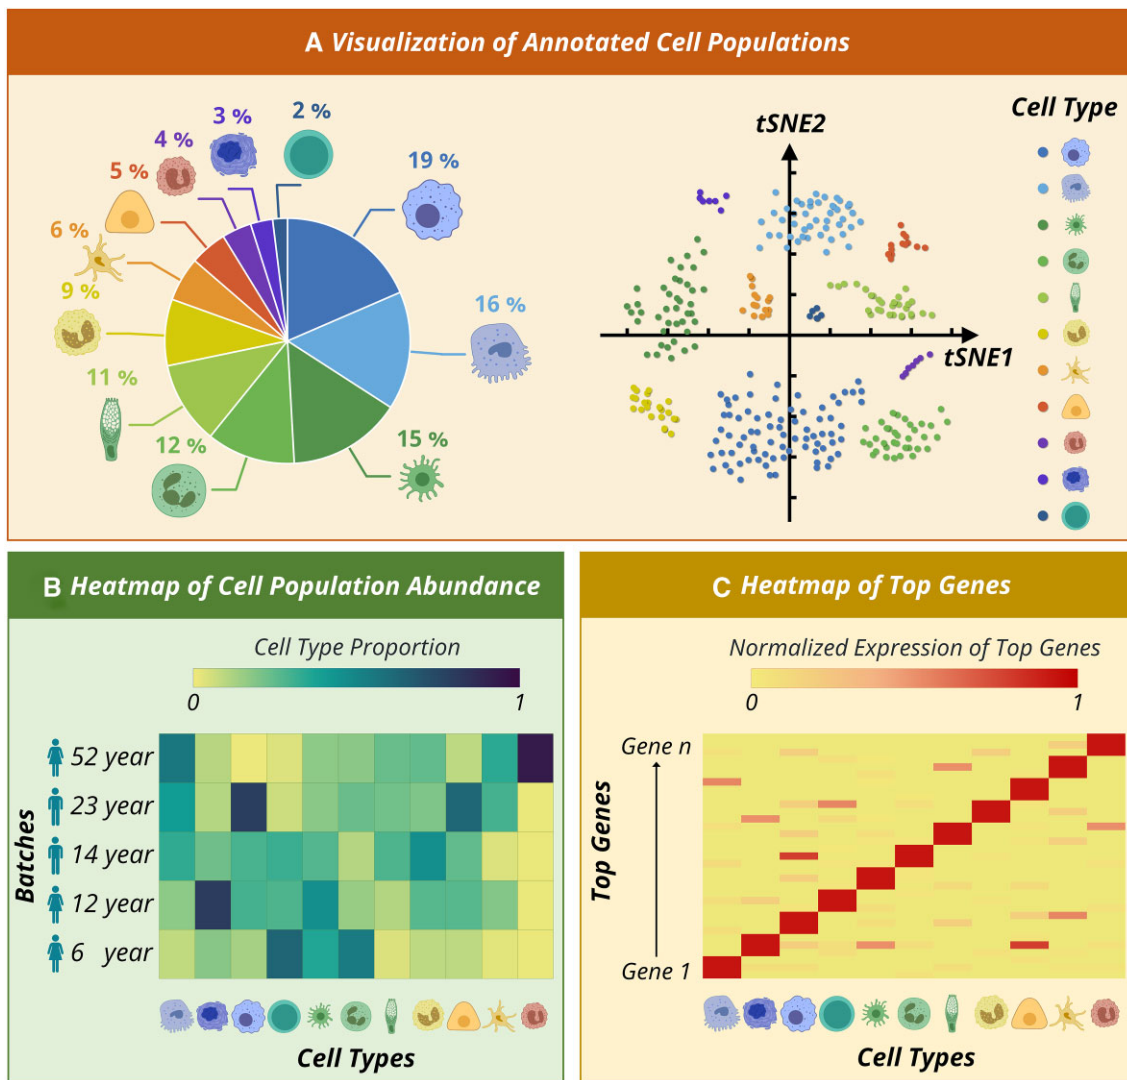 A Visualization of Annotated Cell Populations
2 %
3 %
4 %
5 %
6 %
9 %
11 %
12 %
15 %
16 %
19 %
tSNE2
tSNE1
Cell Type
B Heatmap of Cell Population Abundance
Cell Type Proportion
0 1
Batches
52 year
23 year
14 year
12 year
6 year
Cell Types
C Heatmap of Top Genes
Normalized Expression of Top Genes
0 1
Top Genes
Gene n
Gene 1
Cell Types